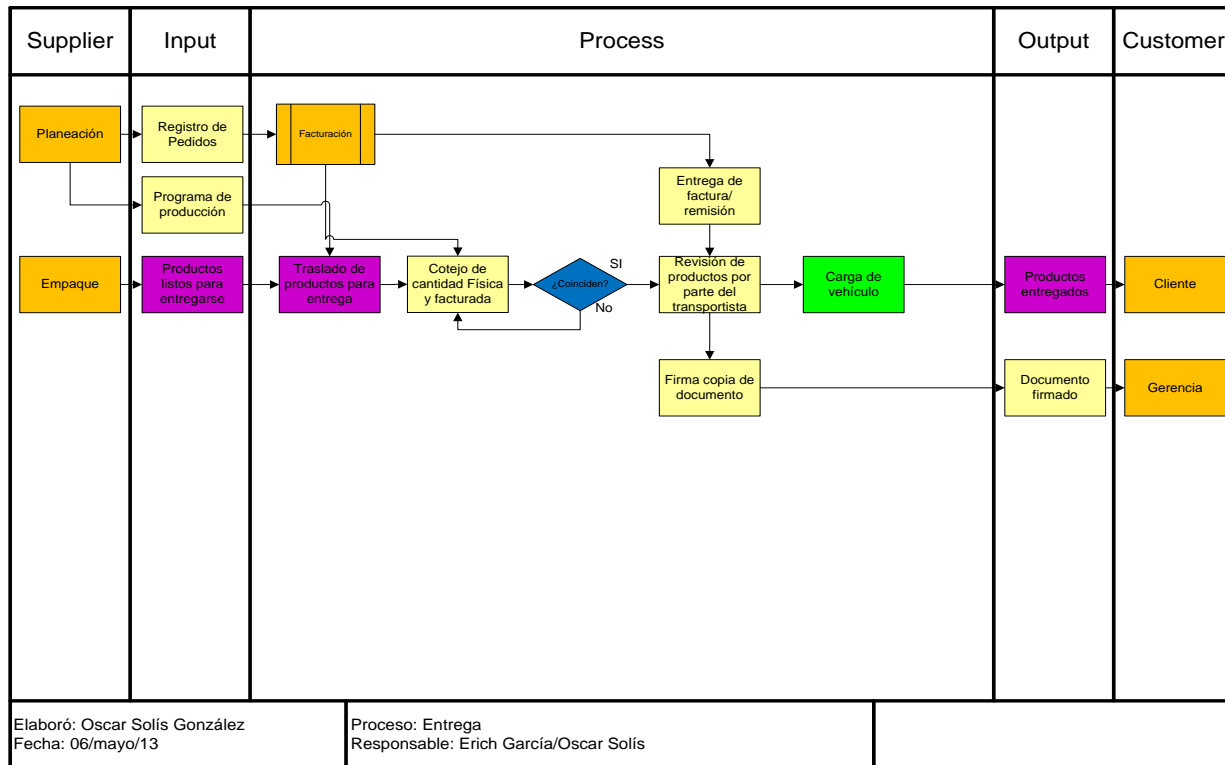 Supplier
Input
Process
Output
Customer
Planeación
Registro de
Pedidos
Facturación
Programa de
producción
Entrega de
factura/
remisión
Empaque
Productos
listos para
entregarse
Traslado de
productos para
entrega
Cotejo de
cantidad Física
y facturada
¿Coinciden?
SI
No
Revisión de
productos por
parte del
transportista
Carga de
vehículo
Productos
entregados
Cliente
Firma copia de
documento
Documento
firmado
Gerencia
Elaboró: Oscar Solís González
Fecha: 06/mayo/13
Proceso: Entrega
Responsable: Erich García/Oscar Solís